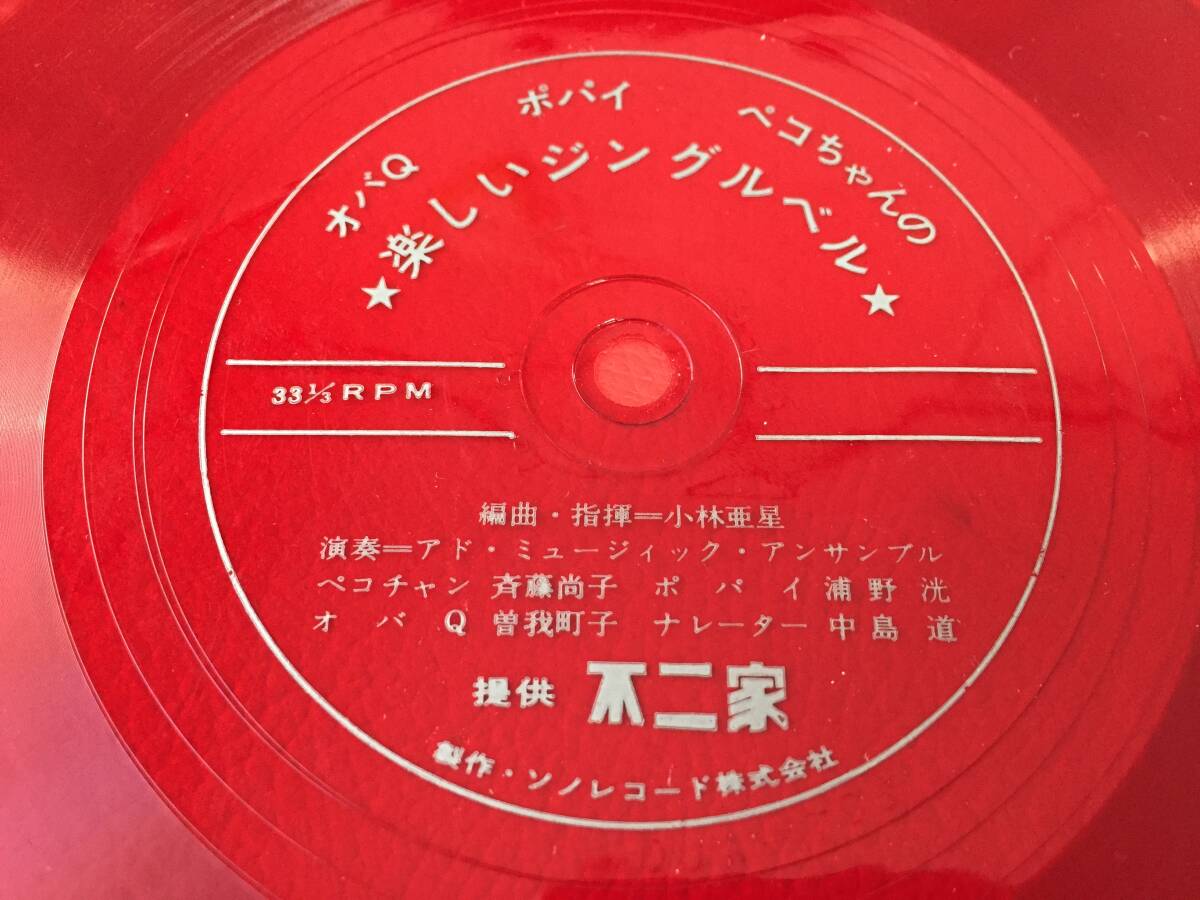 オバQ ポパイ ペコちゃんの
★楽しいジングルベル★
33⅓ RPM
編曲・指揮＝小林亜星
演奏＝アド・ミュージィック・アンサンブル
ペコチャン 斉藤尚子 ポパイ 浦野洸
オバQ 曽我町子 ナレーター 中島道
提供 不二家
製作・ソノレコード株式会社